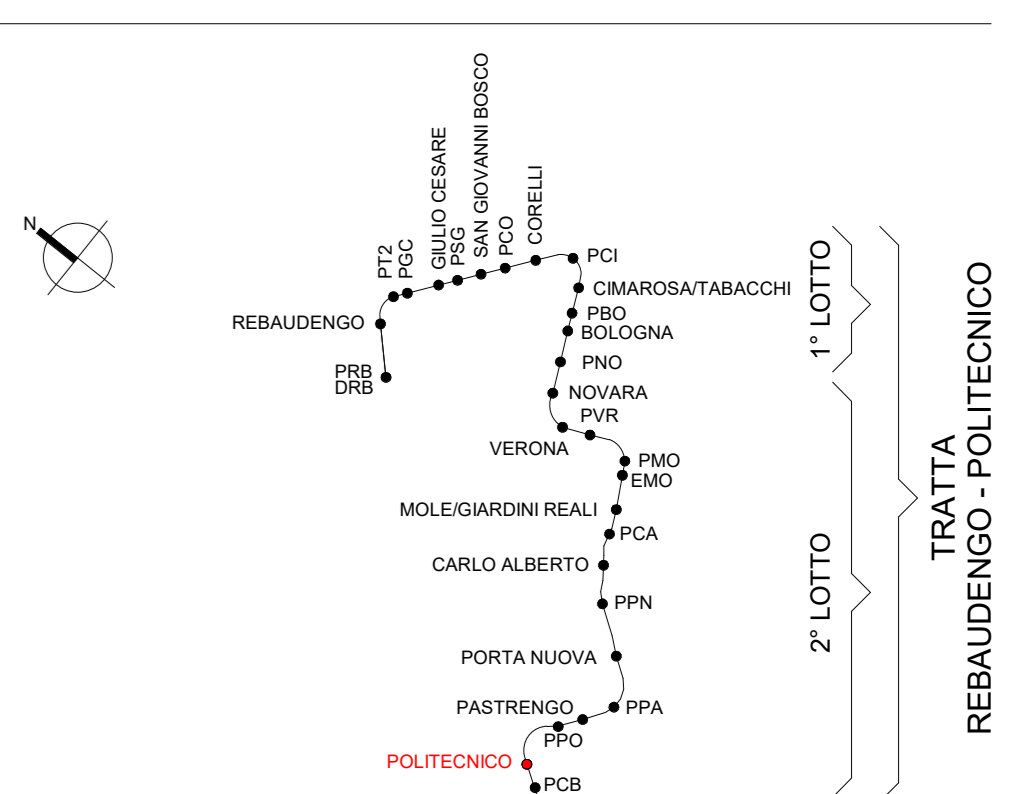 N
PT2
PGC
GIULIO CESARE
PSG
SAN GIOVANNI BOSCO
PCO
CORELLI
PCI
CIMAROSA/TABACCHI
PBO
BOLOGNA
REBAUDENGO
PRB
DRB
PNO
NOVARA
PVR
VERONA
PMO
EMO
MOLE/GIARDINI REALI
PCA
CARLO ALBERTO
PPN
PORTA NUOVA
PASTRENGO
PPA
PPO
POLITECNICO
PCB
1° LOTTO
2° LOTTO
TRATTA
REBAUDENGO - POLITECNICO